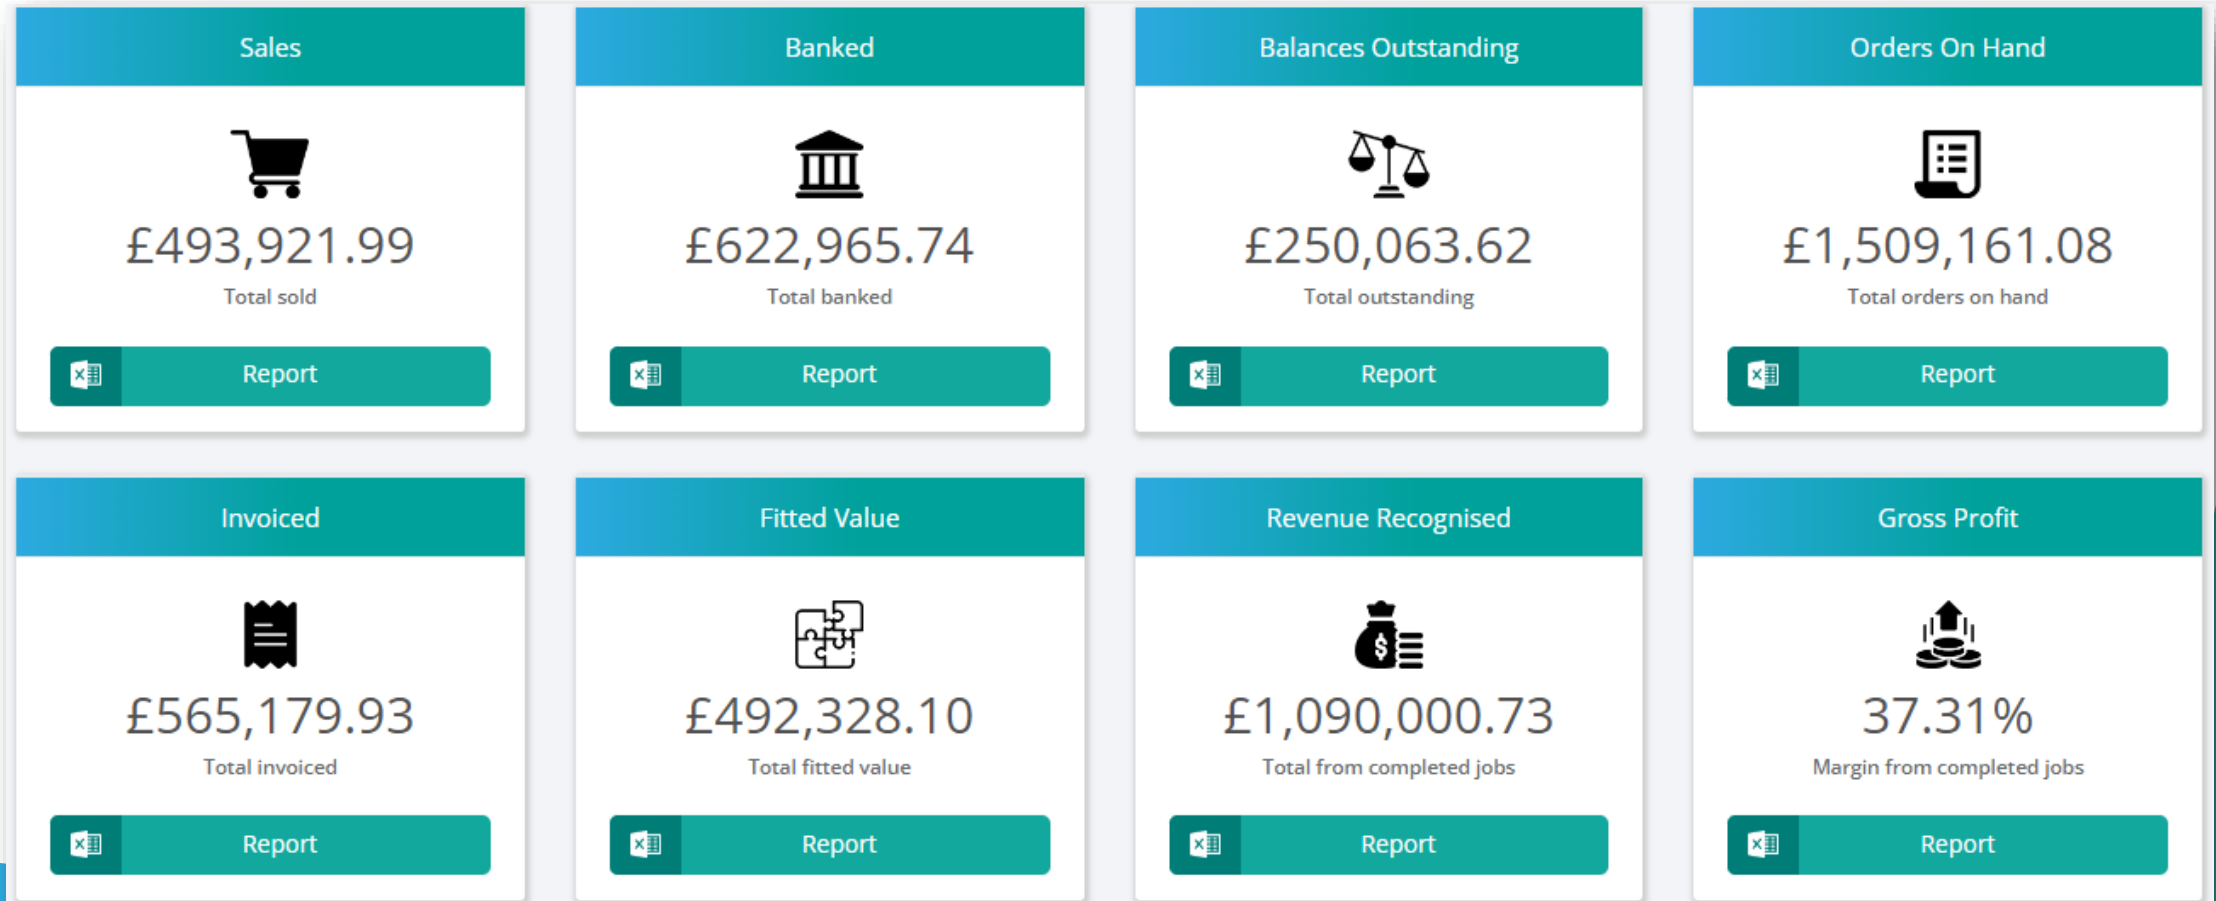 Sales
£493,921.99
Total sold
Report
Banked
£622,965.74
Total banked
Report
Balances Outstanding
£250,063.62
Total outstanding
Report
Orders On Hand
£1,509,161.08
Total orders on hand
Report
Invoiced
£565,179.93
Total invoiced
Report
Fitted Value
£492,328.10
Total fitted value
Report
Revenue Recognised
$
£1,090,000.73
Total from completed jobs
Report
Gross Profit
37.31%
Margin from completed jobs
Report